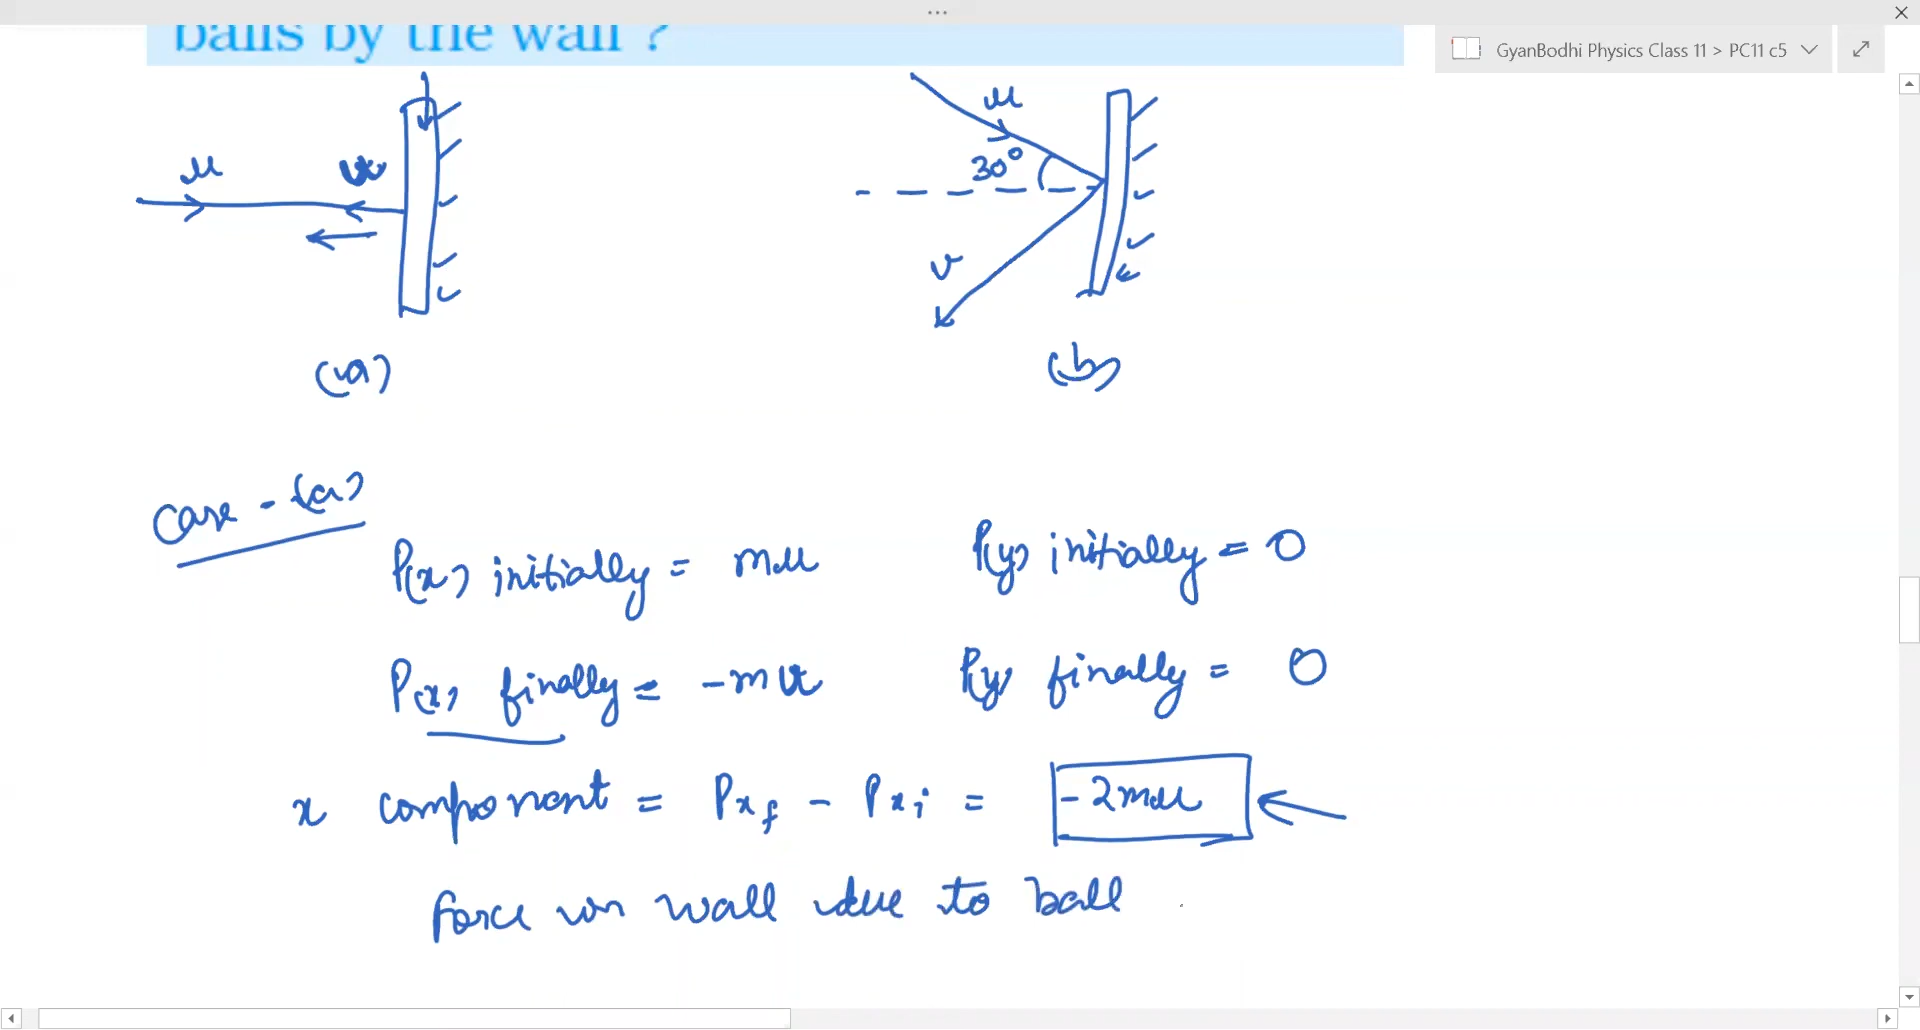 balls by the wall ?
GyanBodhi Physics Class 11 > PC11 c5
u
u
30°
v
(a)
(b)
Case - (a)
P(x) initially = mu
P(y) initially = 0
P(x) finally = -mu
P(y) finally = 0
x component = Pxf - Pxi = -2mu
force on wall due to ball